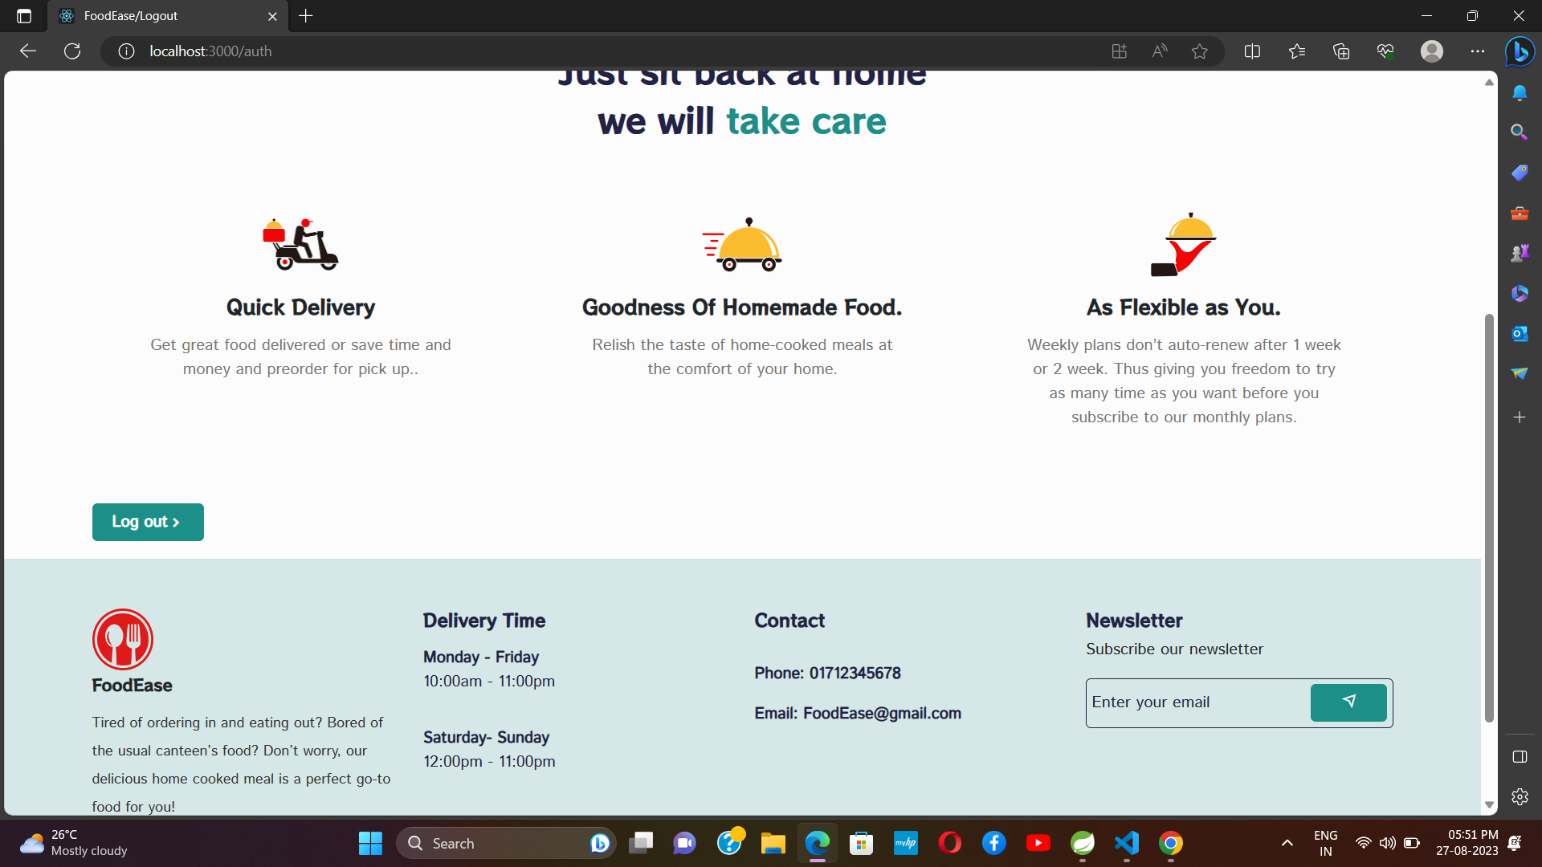 FoodEase/Logout
localhost:3000/auth
Just sit back at home
we will take care
Quick Delivery
Get great food delivered or save time and
money and preorder for pick up..
Goodness Of Homemade Food.
Relish the taste of home-cooked meals at
the comfort of your home.
As Flexible as You.
Weekly plans don’t auto-renew after 1 week
or 2 week. Thus giving you freedom to try
as many time as you want before you
subscribe to our monthly plans.
Log out >
FoodEase
Tired of ordering in and eating out? Bored of
the usual canteen’s food? Don’t worry, our
delicious home cooked meal is a perfect go-to
food for you!
Delivery Time
Monday - Friday
10:00am - 11:00pm
Saturday- Sunday
12:00pm - 11:00pm
Contact
Phone: 01712345678
Email: FoodEase@gmail.com
Newsletter
Subscribe our newsletter
Enter your email
26°C
Mostly cloudy
Search
myhp
ENG
IN
05:51 PM
27-08-2023